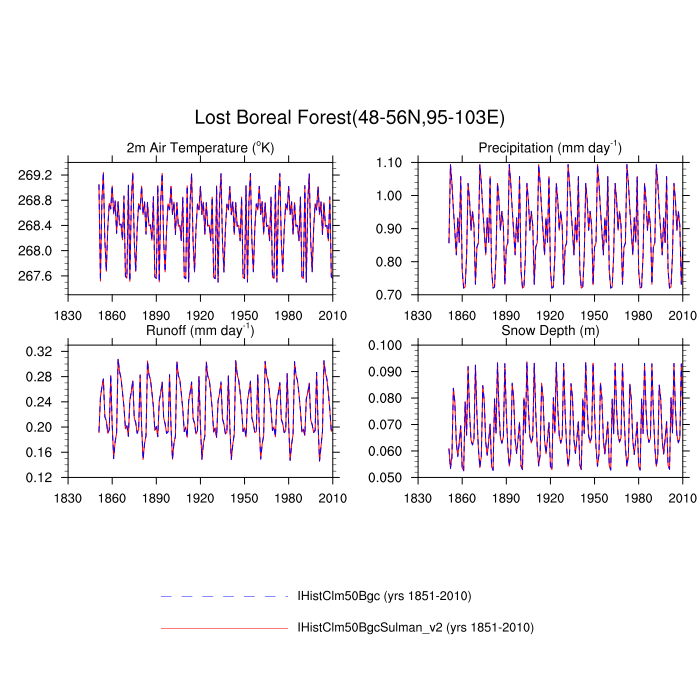 Lost Boreal Forest(48-56N,95-103E)
2m Air Temperature (°K)
269.2
268.8
268.4
268.0
267.6
1830 1860 1890 1920 1950 1980 2010
Precipitation (mm day⁻¹)
1.10
1.00
0.90
0.80
0.70
1830 1860 1890 1920 1950 1980 2010
Runoff (mm day⁻¹)
0.32
0.28
0.24
0.20
0.16
0.12
1830 1860 1890 1920 1950 1980 2010
Snow Depth (m)
0.100
0.090
0.080
0.070
0.060
0.050
1830 1860 1890 1920 1950 1980 2010
IHistClm50Bgc (yrs 1851-2010)
IHistClm50BgcSulman_v2 (yrs 1851-2010)